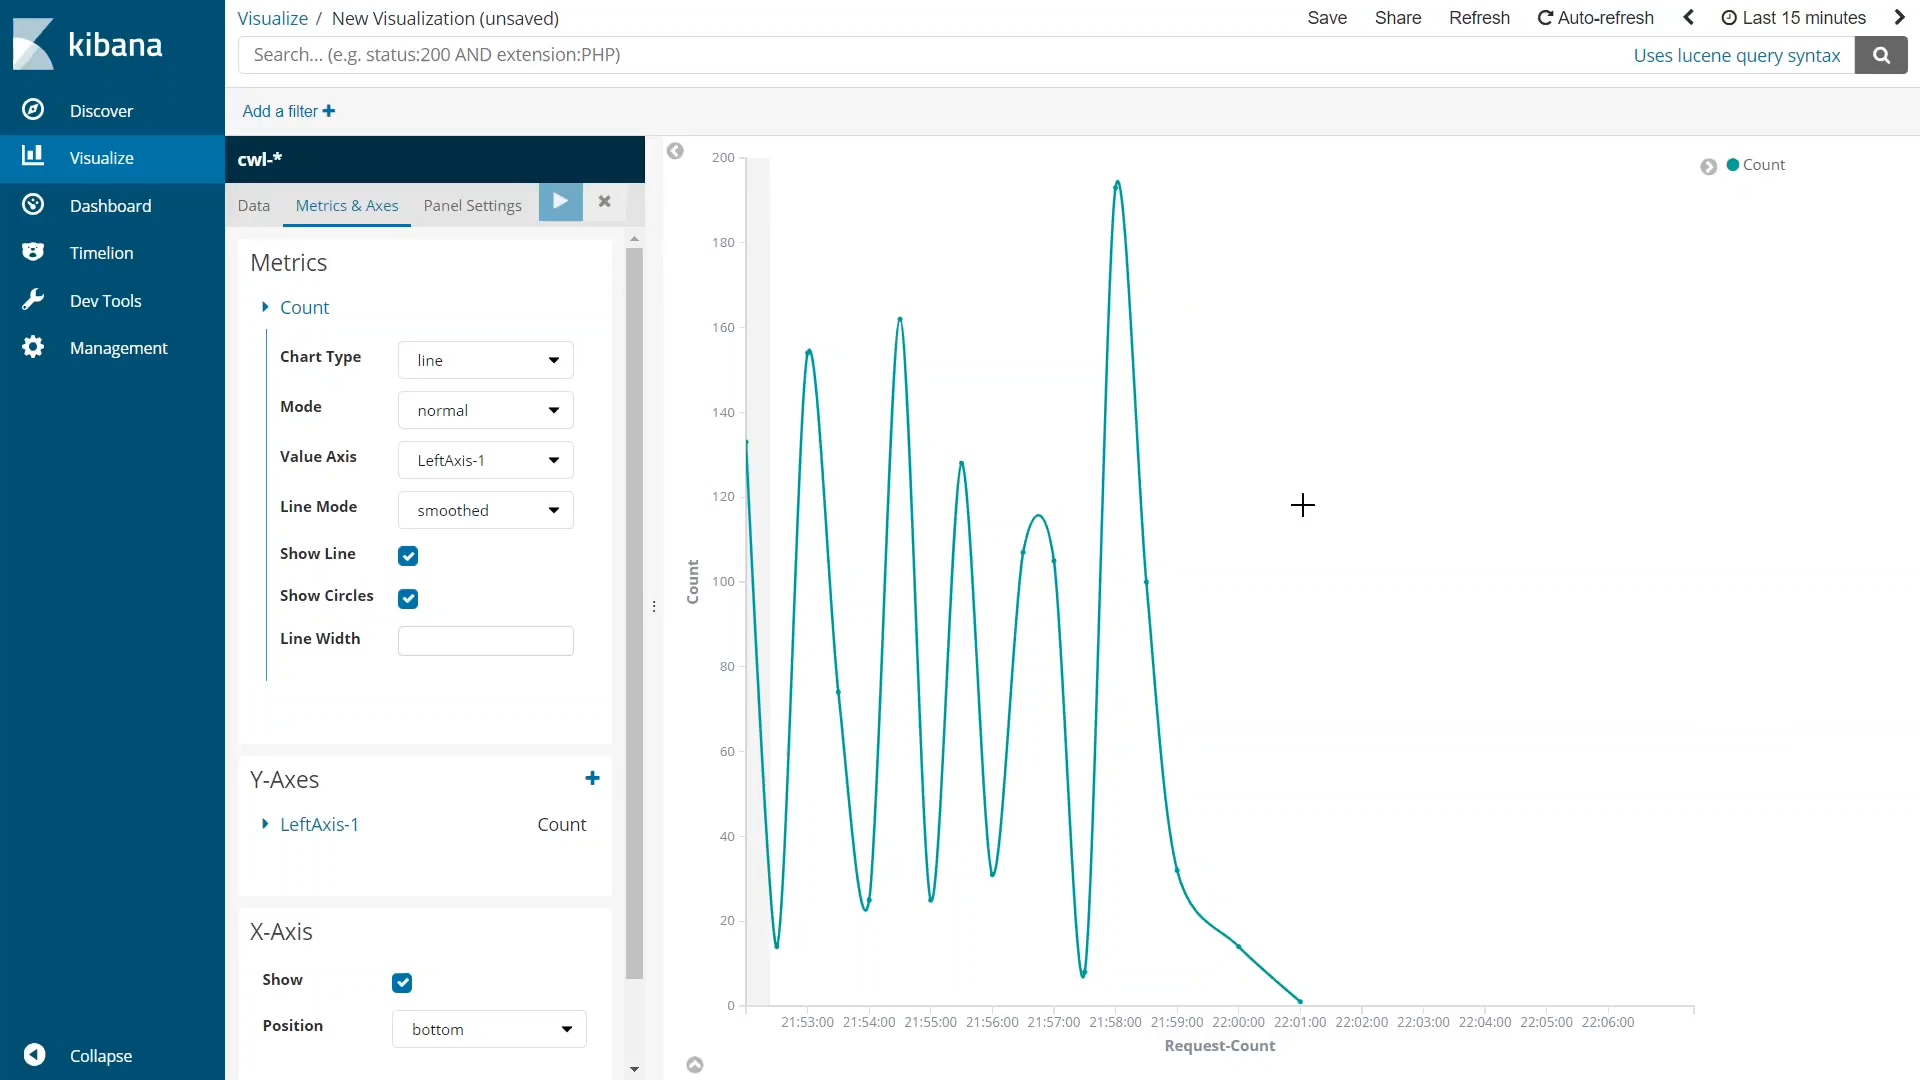 kibana
Discover
Visualize
Dashboard
Timelion
Dev Tools
Management
Collapse
Visualize / New Visualization (unsaved)
Save Share Refresh Auto-refresh Last 15 minutes
Search... (e.g. status:200 AND extension:PHP)
Uses lucene query syntax
Add a filter
cwl-*
Data Metrics & Axes Panel Settings
Metrics
Count
Chart Type line
Mode normal
Value Axis LeftAxis-1
Line Mode smoothed
Show Line
Show Circles
Line Width
Y-Axes
LeftAxis-1 Count
X-Axis
Show
Position bottom
Count
200
180
160
140
120
100
80
60
40
20
0
Count
21:53:00 21:54:00 21:55:00 21:56:00 21:57:00 21:58:00 21:59:00 22:00:00 22:01:00 22:02:00 22:03:00 22:04:00 22:05:00 22:06:00
Request-Count